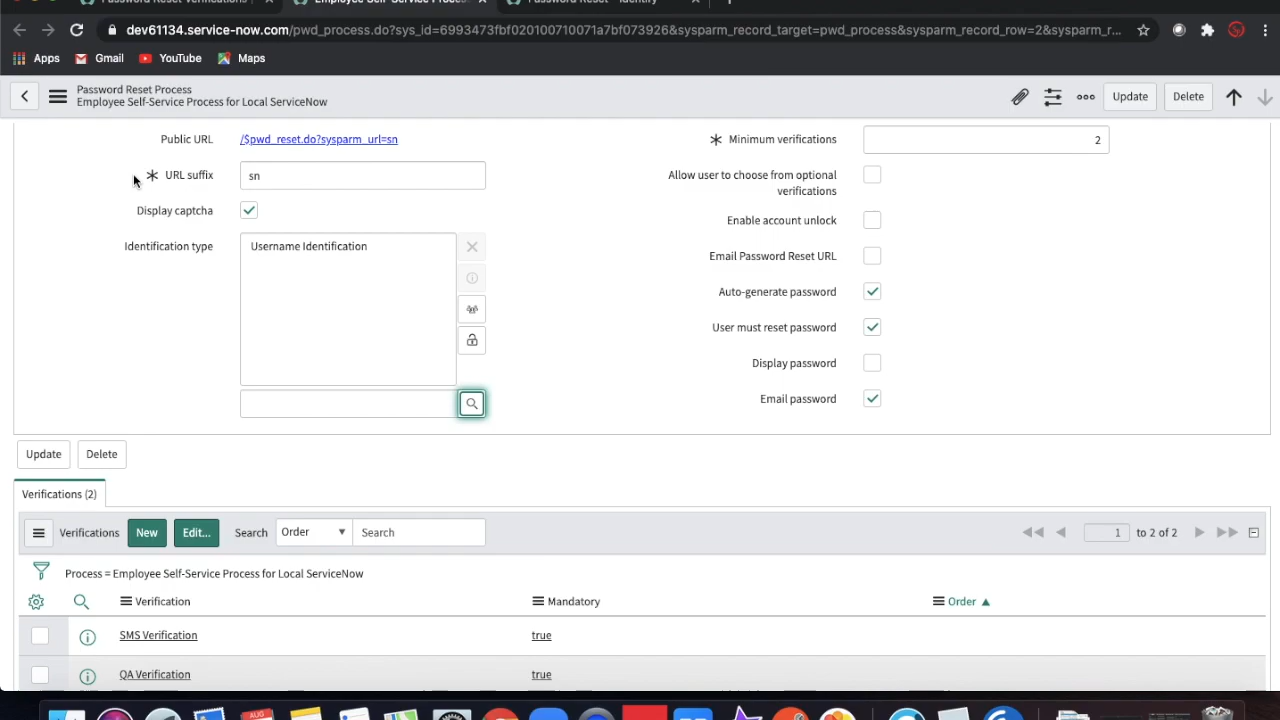 Password Reset Verifications
Employee Self-Service Process
Password Reset - Identity
dev61134.service-now.com/pwd_process.do?sys_id=6993473fbf020100710071a7bf073926&sysparm_record_target=pwd_process&sysparm_record_row=2&sysparm_r...
Apps
Gmail
YouTube
Maps
Password Reset Process
Employee Self-Service Process for Local ServiceNow
Update
Delete
Public URL
/$pwd_reset.do?sysparm_url=sn
Minimum verifications
2
URL suffix
sn
Allow user to choose from optional
verifications
Display captcha
Enable account unlock
Identification type
Username Identification
Email Password Reset URL
Auto-generate password
User must reset password
Display password
Email password
Update
Delete
Verifications (2)
Verifications
New
Edit...
Search
Order
Search
1
to 2 of 2
Process = Employee Self-Service Process for Local ServiceNow
Verification
Mandatory
Order
SMS Verification
true
QA Verification
true
AUG